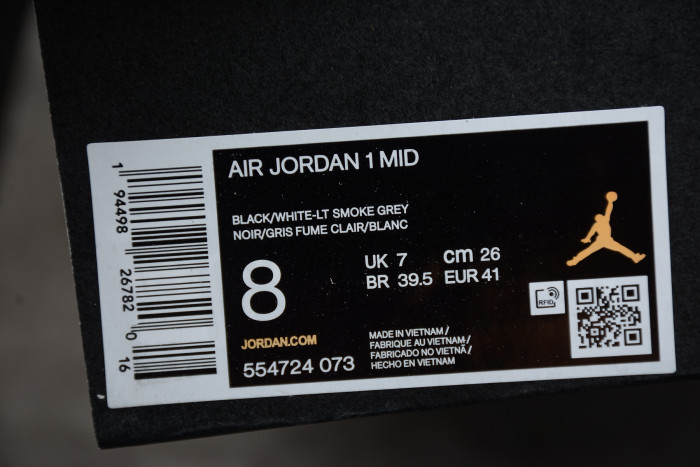 AIR JORDAN 1 MID
BLACK/WHITE-LT SMOKE GREY
NOIR/GRIS FUME CLAIR/BLANC
8
UK 7 cm 26
BR 39.5 EUR 41
RFID
JORDAN.COM
554724 073
MADE IN VIETNAM/
FABRIQUE AU VIETNAM/
FABRICADO NO VIETNÃ/
HECHO EN VIETNAM
1 94498 26782 0 16